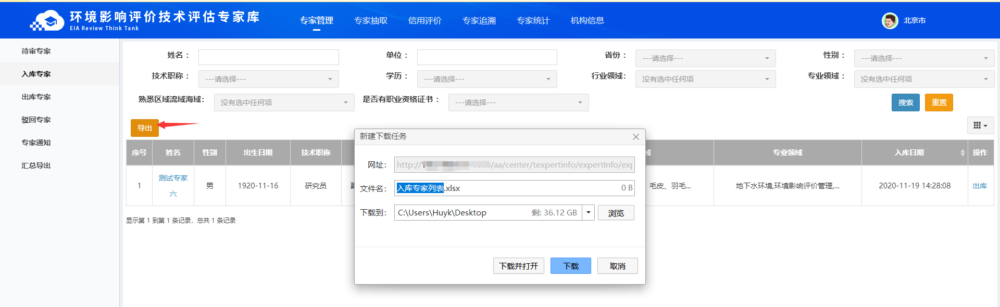 环境影响评价技术评估专家库
EIA Review Think Tank
专家管理 专家抽取 信用评价 专家追溯 专家统计 机构信息
北京市
待审专家
入库专家
出库专家
驳回专家
专家通知
汇总导出
姓名： 单位： 省份： ---请选择--- 性别： ---请选择---
技术职称： ---请选择--- 学历： ---请选择--- 行业领域： 没有选中任何项 专业领域： 没有选中任何项
熟悉区域流域海域： 没有选中任何项 是否有职业资格证书： ---请选择--- 搜索 重置
导出
序号 姓名 性别 出生日期 技术职称 域 专业领域 入库日期 操作
1 测试专家六 男 1920-11-16 研究员 毛皮、羽毛... 地下水环境,环境影响评价管理,... 2020-11-19 14:28:08 出库
显示第 1 到第 1 条记录，总共 1 条记录
新建下载任务
网址： http:// /aa/center/texpertinfo/expertInfo/exp
文件名： 入库专家列表.xlsx 0 B
下载到： C:\Users\Huyk\Desktop 剩: 36.12 GB 浏览
下载并打开 下载 取消